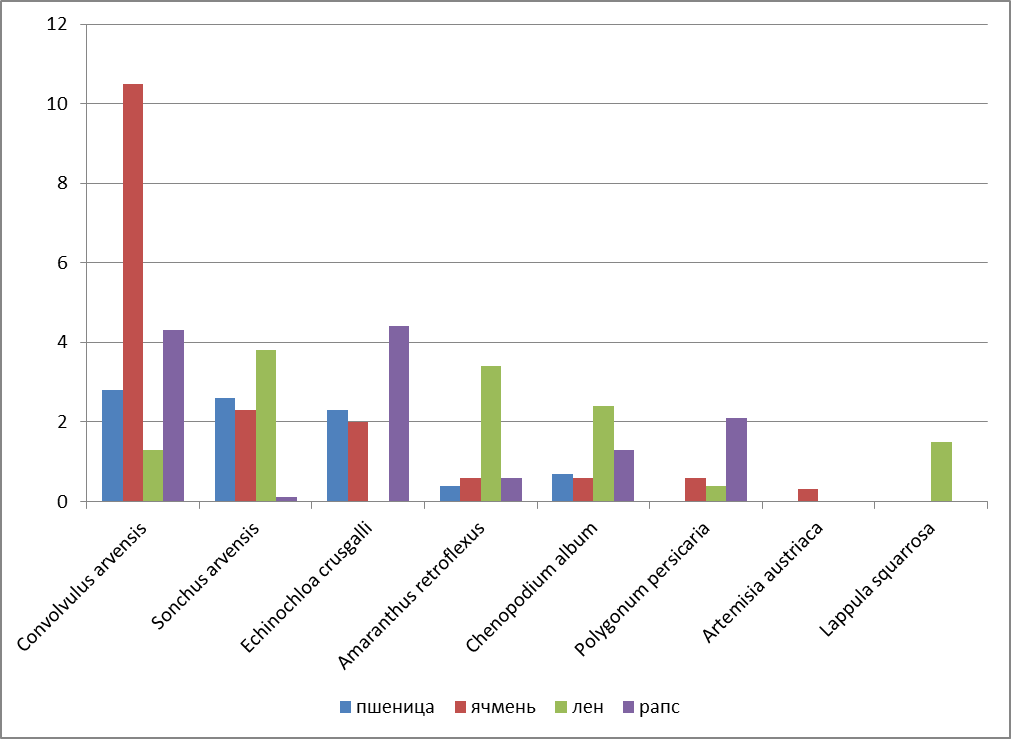 12
10
8
6
4
2
0
Convolvulus arvensis
Sonchus arvensis
Echinochloa crusgalli
Amaranthus retroflexus
Chenopodium album
Polygonum persicaria
Artemisia austriaca
Lappula squarrosa
пшеница ячмень лен рапс